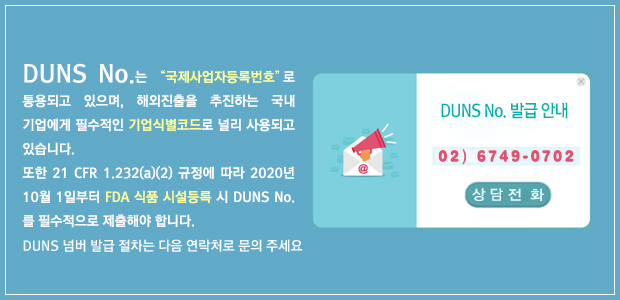 DUNS No.는 “국제사업자등록번호”로
통용되고 있으며, 해외진출을 추진하는 국내
기업에게 필수적인 기업식별코드로 널리 사용되고
있습니다.
또한 21 CFR 1.232(a)(2) 규정에 따라 2020년
10월 1일부터 FDA 식품 시설등록 시 DUNS No.
를 필수적으로 제출해야 합니다.
DUNS 넘버 발급 절차는 다음 연락처로 문의 주세요
DUNS No. 발급 안내
02) 6749-0702
상담전화
@